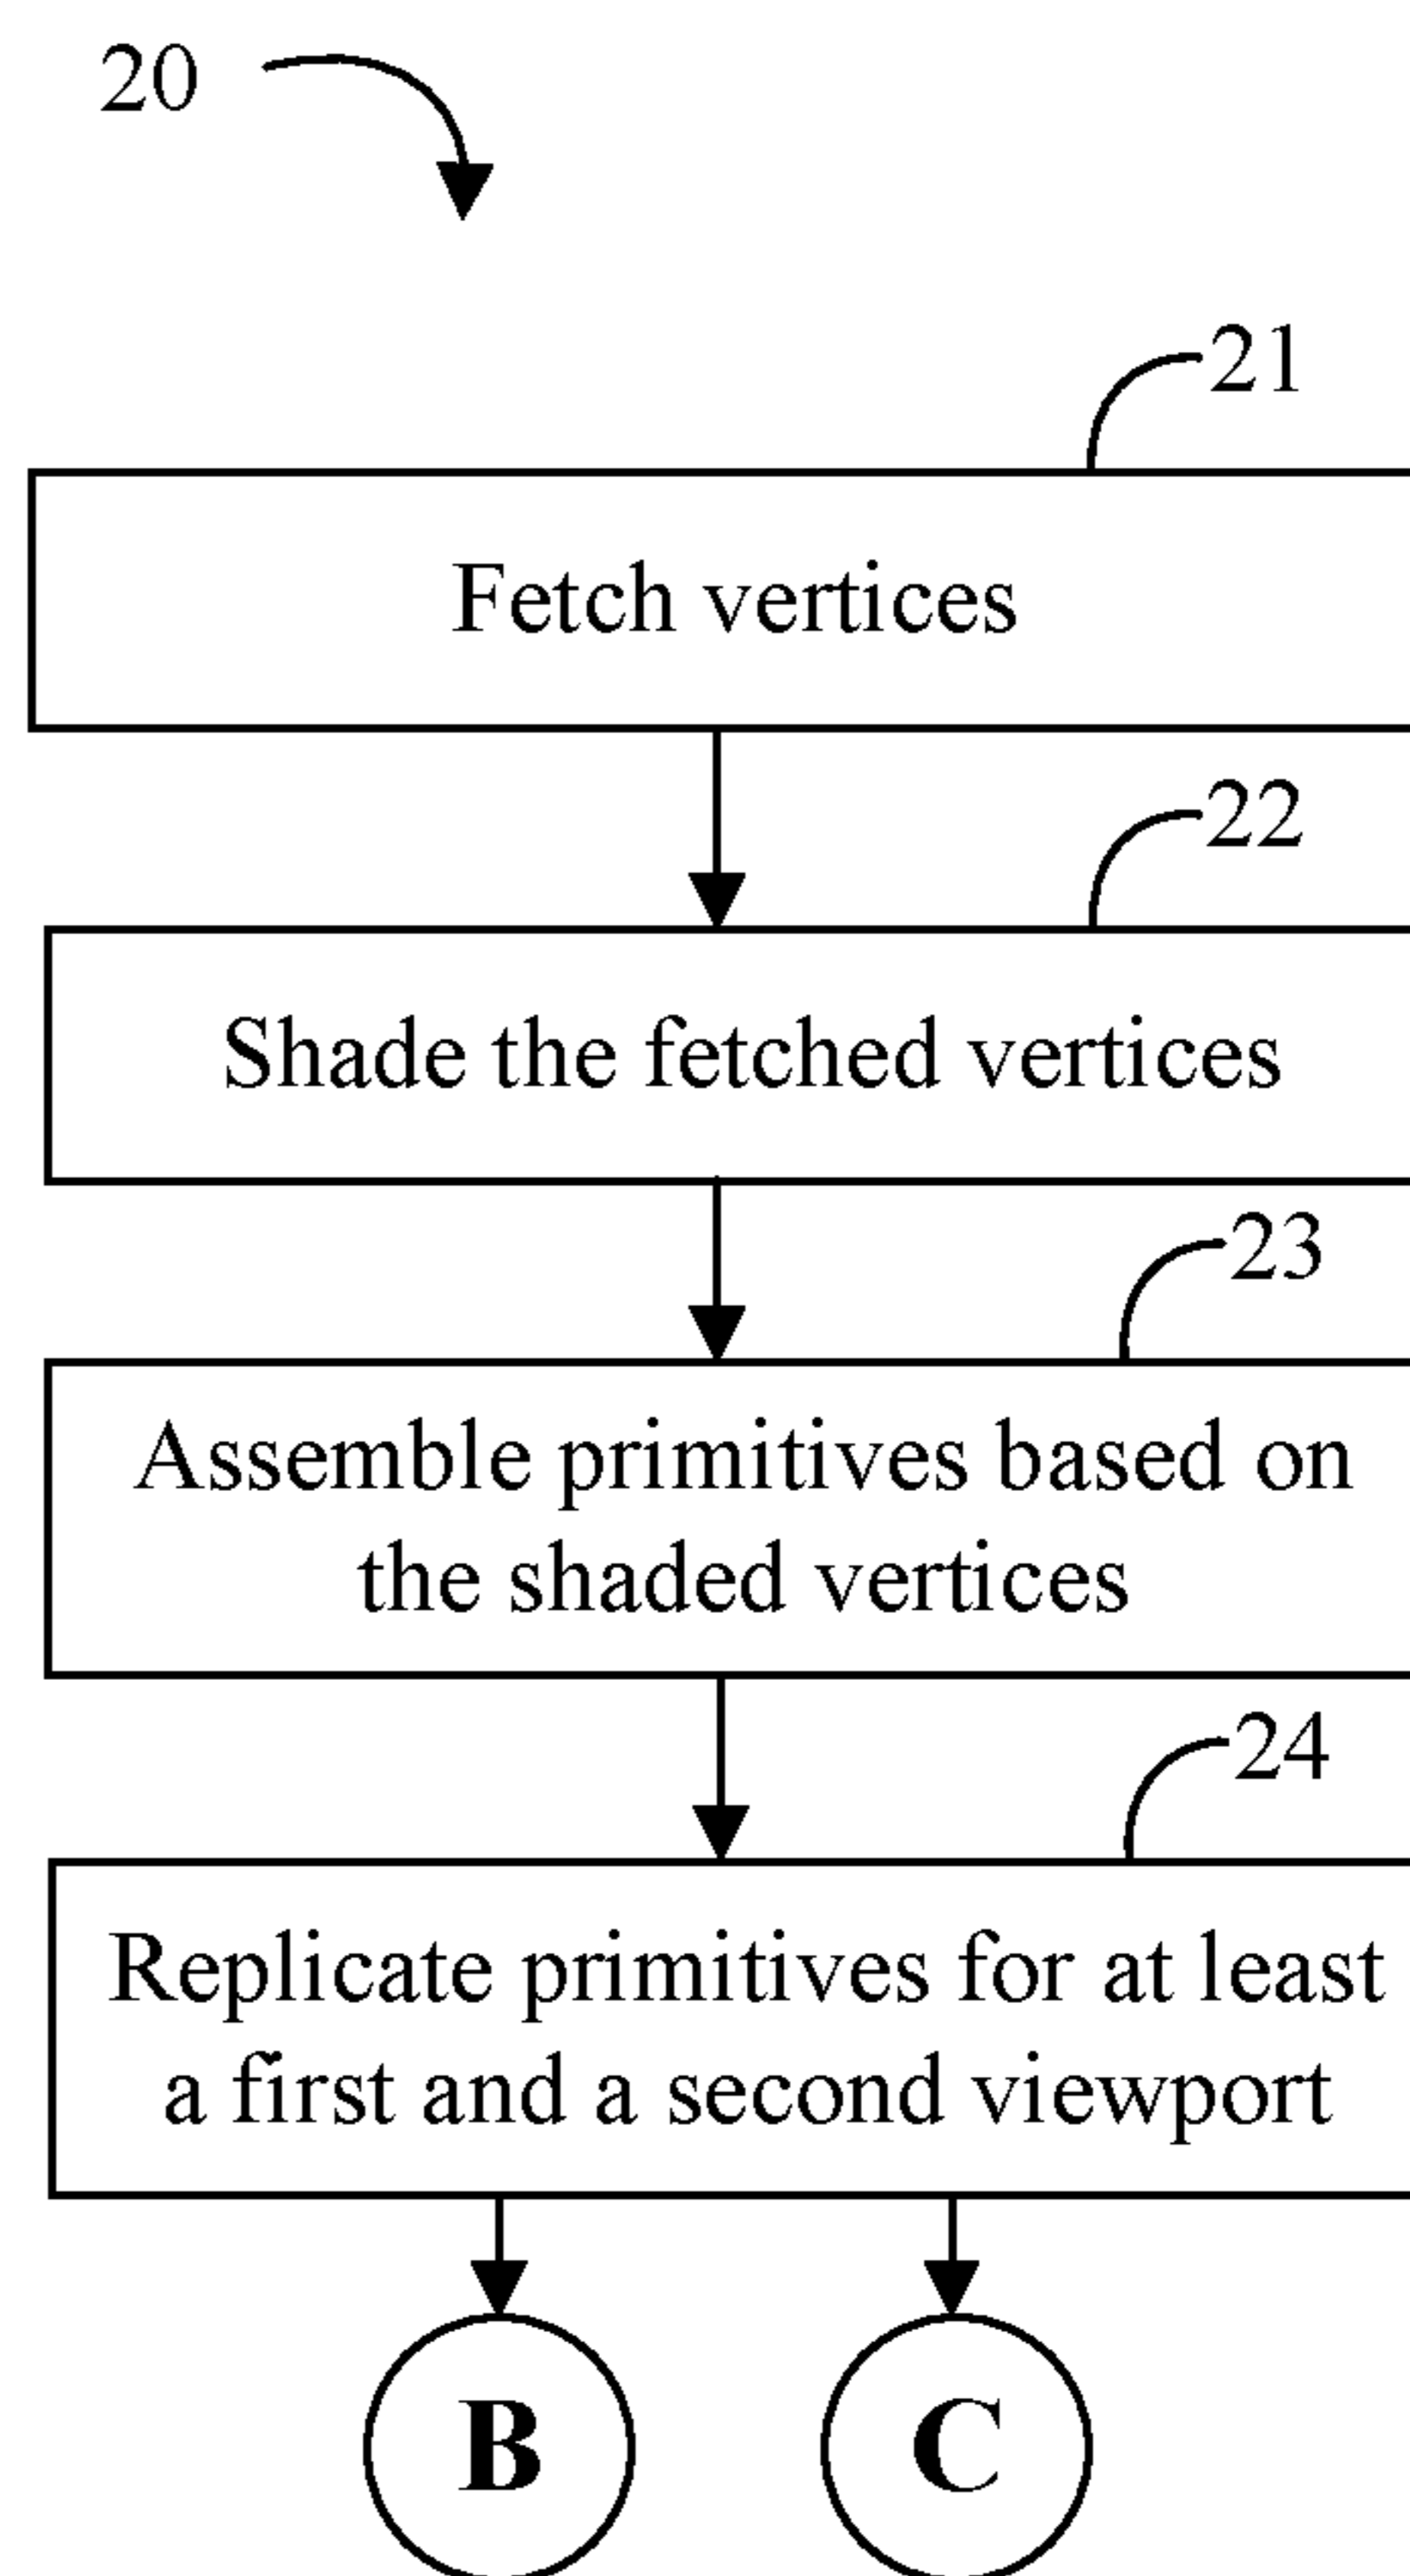 20
21
Fetch vertices
22
Shade the fetched vertices
23
Assemble primitives based on
the shaded vertices
24
Replicate primitives for at least
a first and a second viewport
B
C